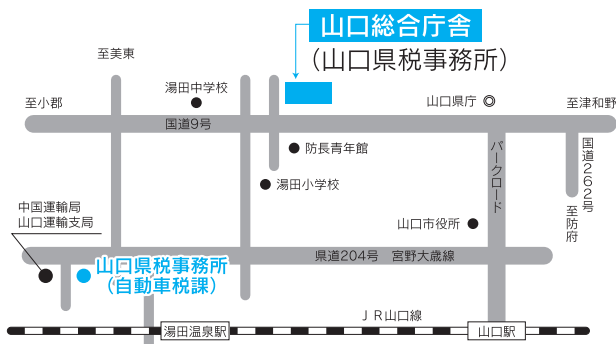 山口総合庁舎
（山口県税事務所）
至美東
湯田中学校
至小郡
山口県庁
至津和野
国道9号
防長青年館
パークロード
国道262号
湯田小学校
中国運輸局
山口運輸支局
山口市役所
至防府
県道204号 宮野大歳線
山口県税事務所
（自動車税課）
ＪＲ山口線
湯田温泉駅
山口駅